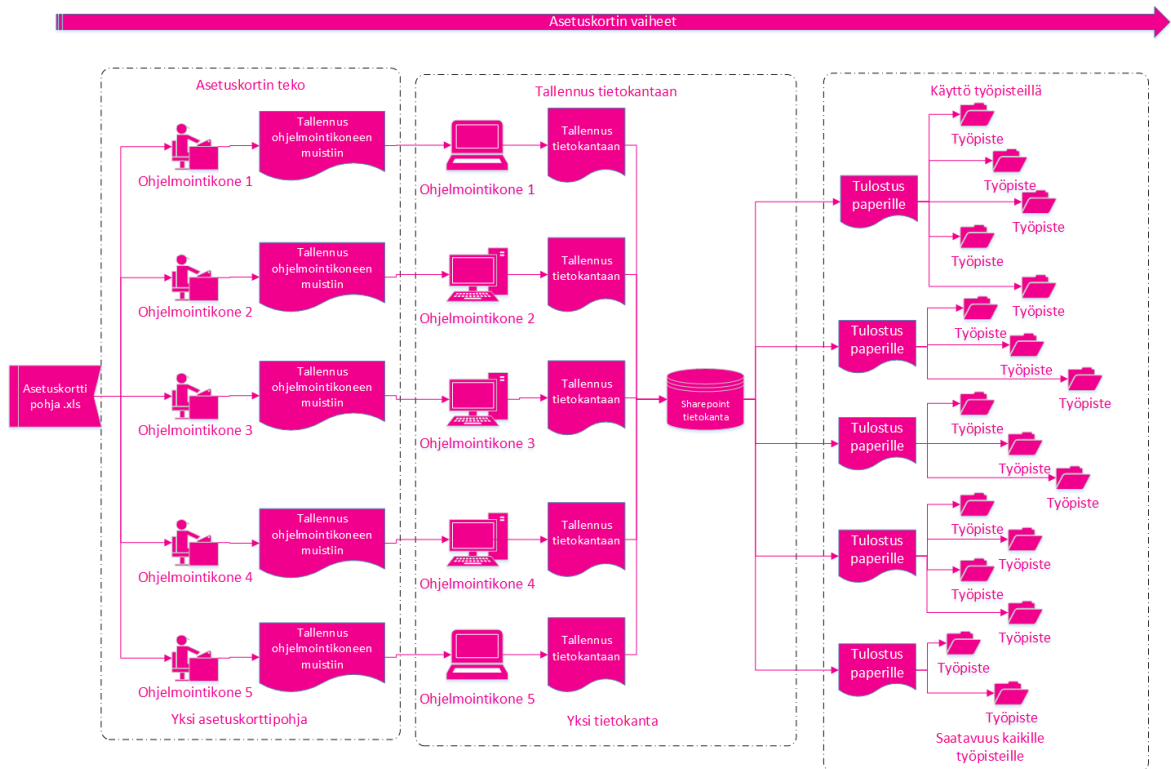 Asetuskortin vaiheet
Asetuskortti
pohja .xls
Asetuskortin teko
Ohjelmointikone 1
Tallennus
ohjelmointikoneen
muistiin
Ohjelmointikone 2
Tallennus
ohjelmointikoneen
muistiin
Ohjelmointikone 3
Tallennus
ohjelmointikoneen
muistiin
Ohjelmointikone 4
Tallennus
ohjelmointikoneen
muistiin
Ohjelmointikone 5
Tallennus
ohjelmointikoneen
muistiin
Yksi asetuskorttipohja
Tallennus tietokantaan
Ohjelmointikone 1
Tallennus
tietokantaan
Ohjelmointikone 2
Tallennus
tietokantaan
Ohjelmointikone 3
Tallennus
tietokantaan
Ohjelmointikone 4
Tallennus
tietokantaan
Ohjelmointikone 5
Tallennus
tietokantaan
Sharepoint
tietokanta
Yksi tietokanta
Käyttö työpisteillä
Tulostus
paperille
Työpiste
Työpiste
Työpiste
Työpiste
Työpiste
Tulostus
paperille
Työpiste
Työpiste
Työpiste
Tulostus
paperille
Työpiste
Työpiste
Työpiste
Tulostus
paperille
Työpiste
Työpiste
Työpiste
Työpiste
Tulostus
paperille
Työpiste
Työpiste
Saatavuus kaikille
työpisteille